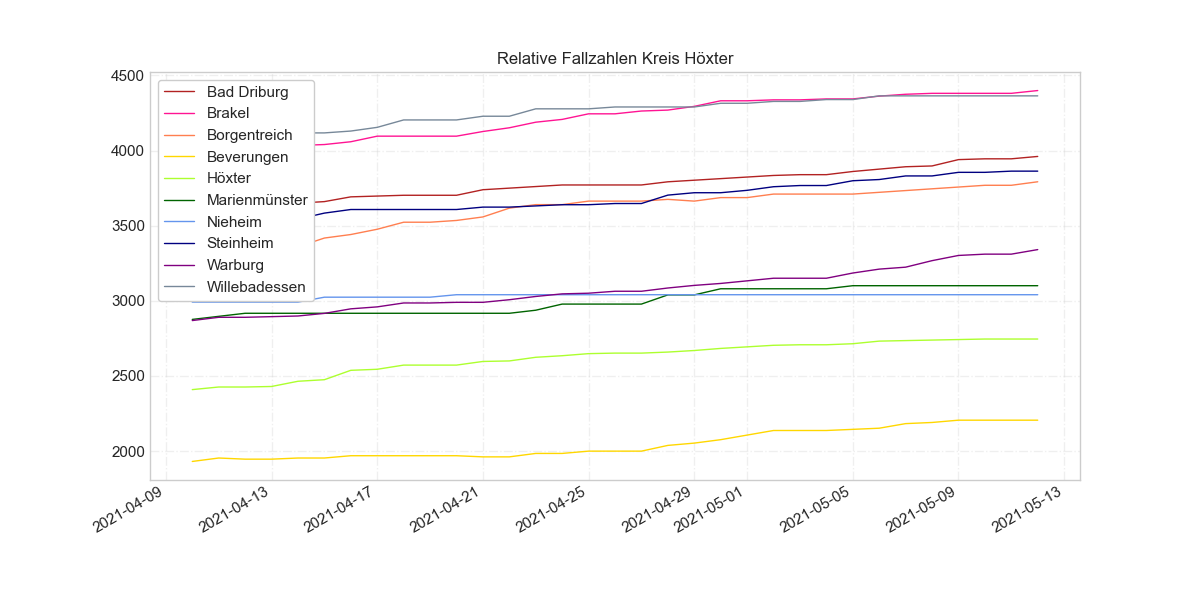 Relative Fallzahlen Kreis Höxter
4500
4000
3500
3000
2500
2000
Bad Driburg
Brakel
Borgentreich
Beverungen
Höxter
Marienmünster
Nieheim
Steinheim
Warburg
Willebadessen
2021-04-09
2021-04-13
2021-04-17
2021-04-21
2021-04-25
2021-04-29
2021-05-01
2021-05-05
2021-05-09
2021-05-13